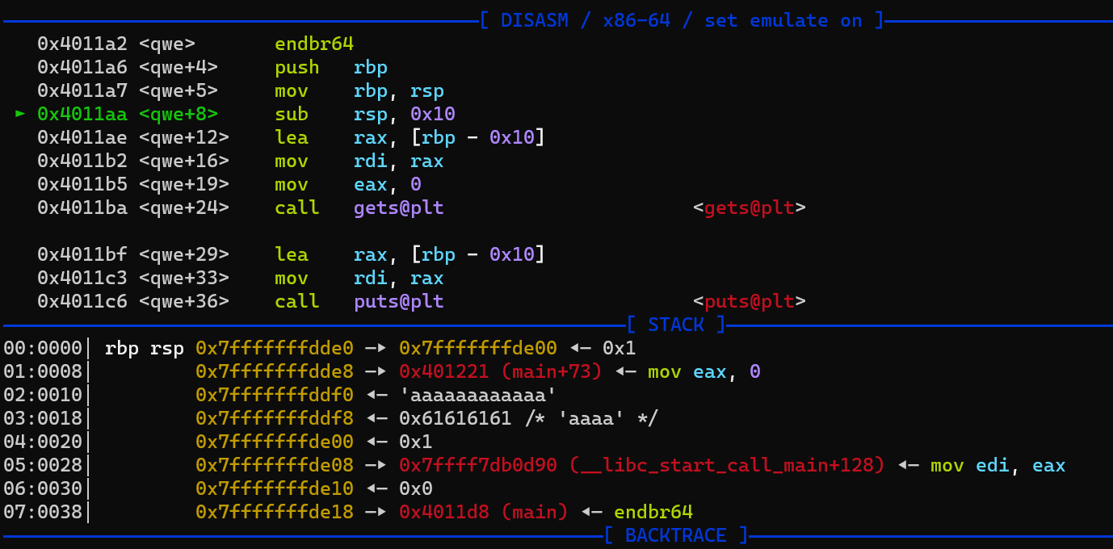 [ DISASM / x86-64 / set emulate on ]
0x4011a2 <qwe> endbr64
0x4011a6 <qwe+4> push rbp
0x4011a7 <qwe+5> mov rbp, rsp
► 0x4011aa <qwe+8> sub rsp, 0x10
0x4011ae <qwe+12> lea rax, [rbp - 0x10]
0x4011b2 <qwe+16> mov rdi, rax
0x4011b5 <qwe+19> mov eax, 0
0x4011ba <qwe+24> call gets@plt <gets@plt>
0x4011bf <qwe+29> lea rax, [rbp - 0x10]
0x4011c3 <qwe+33> mov rdi, rax
0x4011c6 <qwe+36> call puts@plt <puts@plt>
[ STACK ]
00:0000│ rbp rsp 0x7fffffffdde0 —▸ 0x7fffffffde00 ◂— 0x1
01:0008│ 0x7fffffffdde8 —▸ 0x401221 (main+73) ◂— mov eax, 0
02:0010│ 0x7fffffffddf0 ◂— 'aaaaaaaaaaaa'
03:0018│ 0x7fffffffddf8 ◂— 0x61616161 /* 'aaaa' */
04:0020│ 0x7fffffffde00 ◂— 0x1
05:0028│ 0x7fffffffde08 —▸ 0x7ffff7db0d90 (__libc_start_call_main+128) ◂— mov edi, eax
06:0030│ 0x7fffffffde10 ◂— 0x0
07:0038│ 0x7fffffffde18 —▸ 0x4011d8 (main) ◂— endbr64
[ BACKTRACE ]